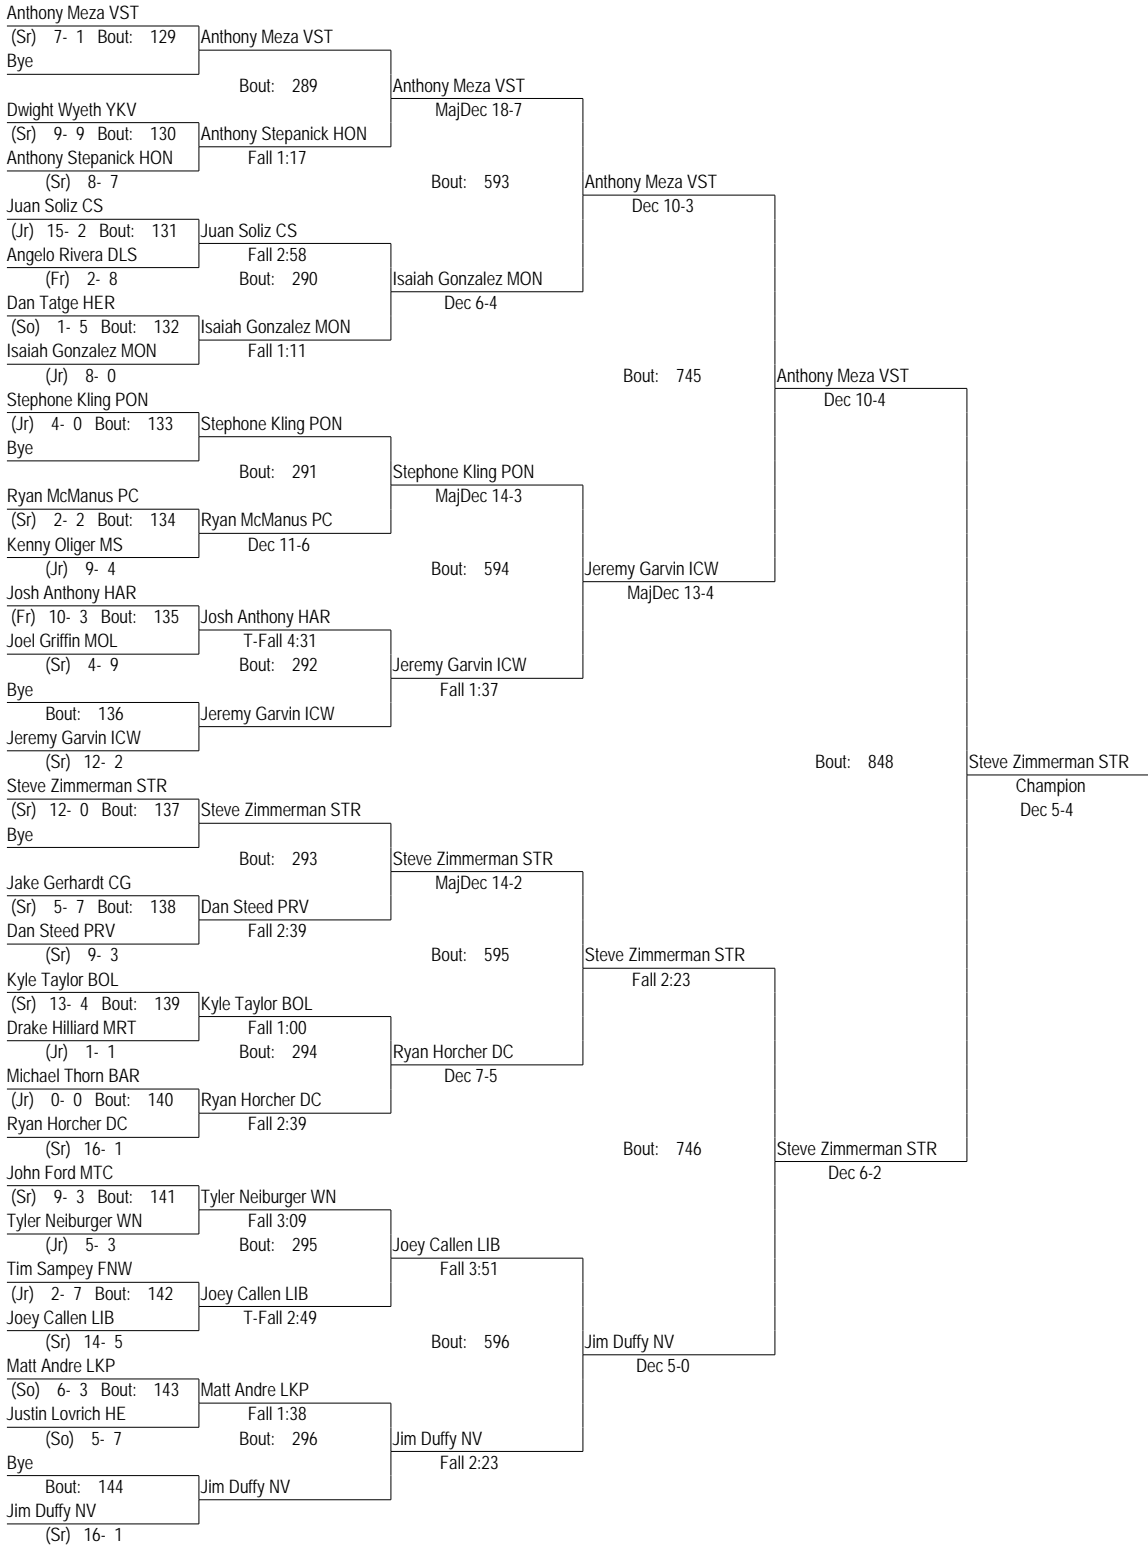 Anthony Meza VST
(Sr) 7- 1 Bout: 129 Anthony Meza VST
Bye
Bout: 289 Anthony Meza VST
Dwight Wyeth YKV MajDec 18-7
(Sr) 9- 9 Bout: 130 Anthony Stepanick HON
Anthony Stepanick HON Fall 1:17
(Sr) 8- 7 Bout: 593 Anthony Meza VST
Juan Soliz CS Dec 10-3
(Jr) 15- 2 Bout: 131 Juan Soliz CS
Angelo Rivera DLS Fall 2:58
(Fr) 2- 8 Bout: 290 Isaiah Gonzalez MON
Dan Tatge HER Dec 6-4
(So) 1- 5 Bout: 132 Isaiah Gonzalez MON
Isaiah Gonzalez MON Fall 1:11
(Jr) 8- 0 Bout: 745 Anthony Meza VST
Stephone Kling PON Dec 10-4
(Jr) 4- 0 Bout: 133 Stephone Kling PON
Bye
Bout: 291 Stephone Kling PON
Ryan McManus PC MajDec 14-3
(Sr) 2- 2 Bout: 134 Ryan McManus PC
Kenny Oliger MS Dec 11-6
(Jr) 9- 4 Bout: 594 Jeremy Garvin ICW
Josh Anthony HAR MajDec 13-4
(Fr) 10- 3 Bout: 135 Josh Anthony HAR
Joel Griffin MOL T-Fall 4:31
(Sr) 4- 9 Bout: 292 Jeremy Garvin ICW
Bye Fall 1:37
Bout: 136 Jeremy Garvin ICW
Jeremy Garvin ICW
(Sr) 12- 2 Bout: 848 Steve Zimmerman STR
Steve Zimmerman STR Champion
(Sr) 12- 0 Bout: 137 Steve Zimmerman STR Dec 5-4
Bye
Bout: 293 Steve Zimmerman STR
Jake Gerhardt CG MajDec 14-2
(Sr) 5- 7 Bout: 138 Dan Steed PRV
Dan Steed PRV Fall 2:39
(Sr) 9- 3 Bout: 595 Steve Zimmerman STR
Kyle Taylor BOL Fall 2:23
(Sr) 13- 4 Bout: 139 Kyle Taylor BOL
Drake Hilliard MRT Fall 1:00
(Jr) 1- 1 Bout: 294 Ryan Horcher DC
Michael Thorn BAR Dec 7-5
(Jr) 0- 0 Bout: 140 Ryan Horcher DC
Ryan Horcher DC Fall 2:39
(Sr) 16- 1 Bout: 746 Steve Zimmerman STR
John Ford MTC Dec 6-2
(Sr) 9- 3 Bout: 141 Tyler Neiburger WN
Tyler Neiburger WN Fall 3:09
(Jr) 5- 3 Bout: 295 Joey Callen LIB
Tim Sampey FNW Fall 3:51
(Jr) 2- 7 Bout: 142 Joey Callen LIB
Joey Callen LIB T-Fall 2:49
(Sr) 14- 5 Bout: 596 Jim Duffy NV
Matt Andre LKP Dec 5-0
(So) 6- 3 Bout: 143 Matt Andre LKP
Justin Lovrich HE Fall 1:38
(So) 5- 7 Bout: 296 Jim Duffy NV
Bye Fall 2:23
Bout: 144 Jim Duffy NV
Jim Duffy NV
(Sr) 16- 1